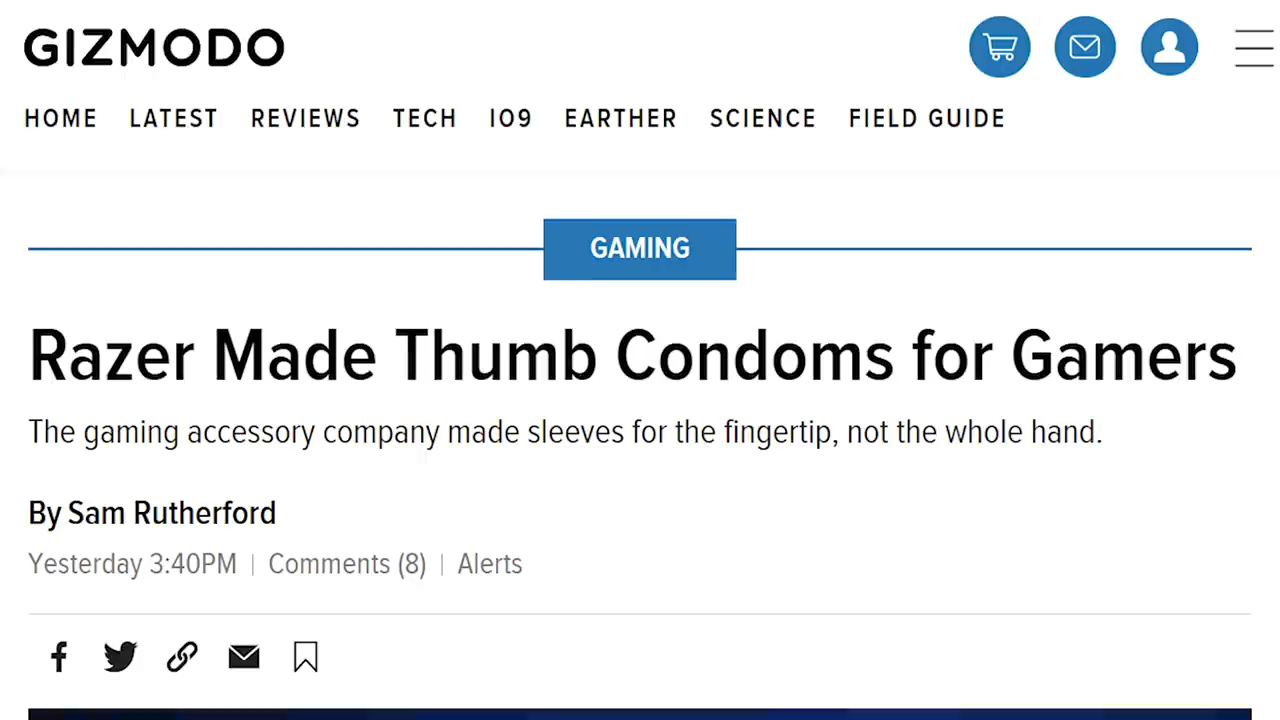 GIZMODO
HOME LATEST REVIEWS TECH IO9 EARTHER SCIENCE FIELD GUIDE
GAMING
Razer Made Thumb Condoms for Gamers
The gaming accessory company made sleeves for the fingertip, not the whole hand.
By Sam Rutherford
Yesterday 3:40PM | Comments (8) | Alerts